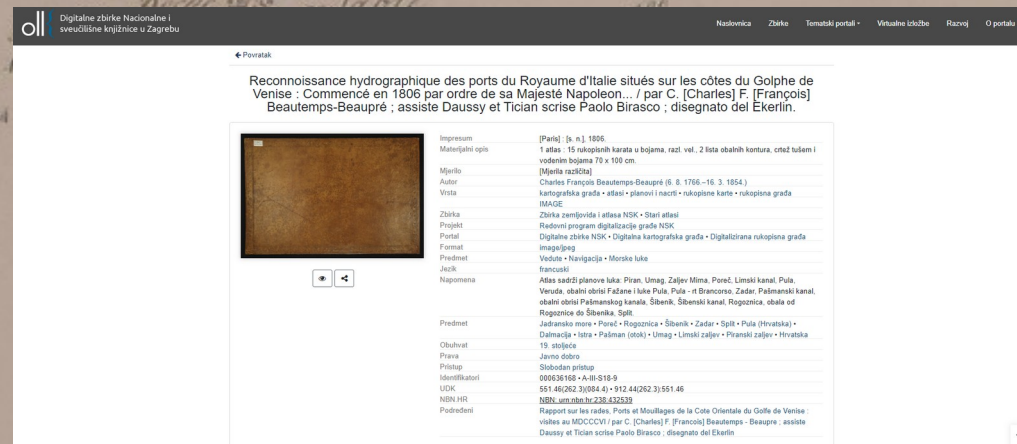 Digitalne zbirke Nacionalne i
sveučilišne knjižnice u Zagrebu
Naslovnica Zbirke Tematski portali Virtualne izložbe Razvoj O portalu
Povratak
Reconnoissance hydrographique des ports du Royaume d'Italie situés sur les côtes du Golphe de
Venise : Commencé en 1806 par ordre de sa Majesté Napoleon... / par C. [Charles] F. [François]
Beautemps-Beaupré ; assiste Daussy et Tician scrise Paolo Birasco ; disegnato del Ekerlin.
Impresum [Paris] : [s. n.], 1806.
Materijalni opis 1 atlas : 15 rukopisnih karata u bojama, razl. vel., 2 lista obalnih kontura, crtež tušem i
vodenim bojama 70 x 100 cm.
Mjerilo [Mjerila različita]
Autor Charles François Beautemps-Beaupré (6. 8. 1766.–16. 3. 1854.)
Vrsta kartografska građa • atlasi • planovi i nacrti • rukopisne karte • rukopisna građa
IMAGE
Zbirka Zbirka zemljovida i atlasa NSK • Stari atlasi
Projekt Redovni program digitalizacije građe NSK
Portal Digitalne zbirke NSK • Digitalna kartografska građa • Digitalizirana rukopisna građa
Format image/jpeg
Predmet Vedute • Navigacija • Morske luke
Jezik francuski
Napomena Atlas sadrži planove luka: Piran, Umag, Zaljev Mirna, Poreč, Limski kanal, Pula,
Veruda, obalni obrisi Fažane i luke Pula, Pula - rt Brancorso, Zadar, Pašmanski kanal,
obalni obrisi Pašmanskog kanala, Šibenik, Šibenski kanal, Rogoznica, obala od
Rogoznice do Šibenika, Split.
Predmet Jadransko more • Poreč • Rogoznica • Šibenik • Zadar • Split • Pula (Hrvatska) •
Dalmacija • Istra • Pašman (otok) • Umag • Limski zaljev • Piranski zaljev • Hrvatska
Obuhvat 19. stoljeće
Prava Javno dobro
Pristup Slobodan pristup
Identifikatori 000636168 • A-III-S18-9
UDK 551.46(262.3)(084.4) • 912.44(262.3):551.46
NBN.HR NBN: urn:nbn:hr:238:432539
Podređeni Rapport sur les rades, Ports et Mouillages de la Cote Orientale du Golfe de Venise :
visites au MDCCCVI / par C. [Charles] F. [Francois] Beautemps - Beaupre ; assiste
Daussy et Tician scrise Paolo Birasco ; disegnato del Ekerlin